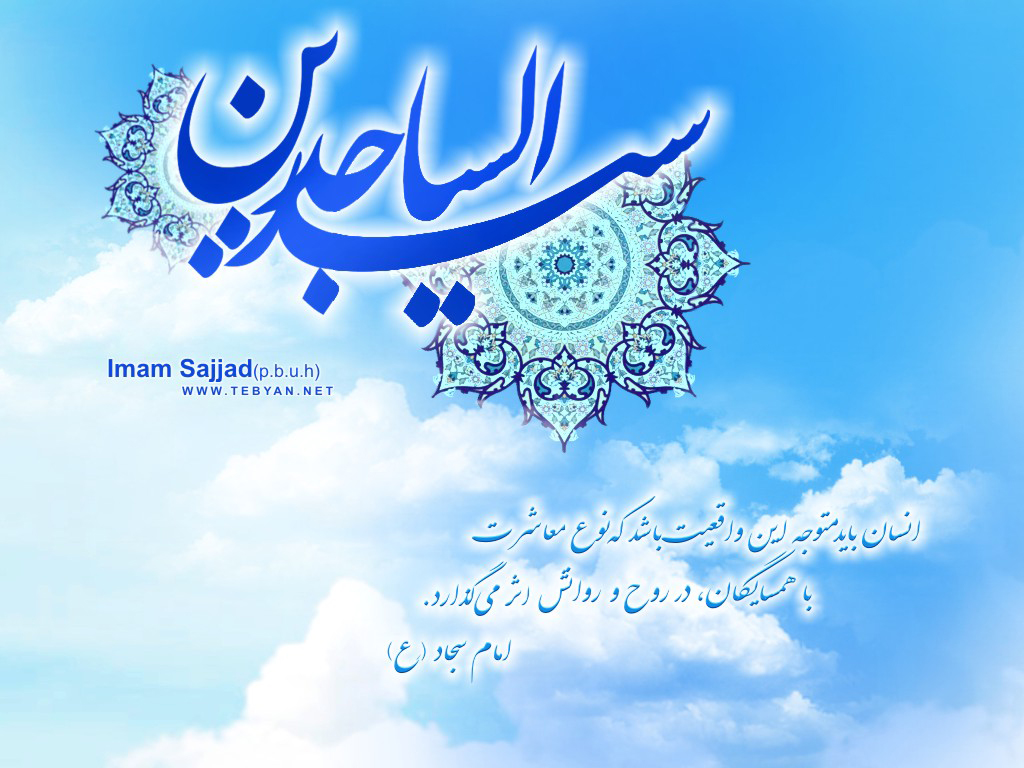 سید الساجدین
Imam Sajjad(p.b.u.h)
WWW.TEBYAN.NET
انسان باید متوجه این واقعیت باشد که نوع معاشرت
با همسایگان، در روح و روانش اثر می‌گذارد.
امام سجاد (ع)